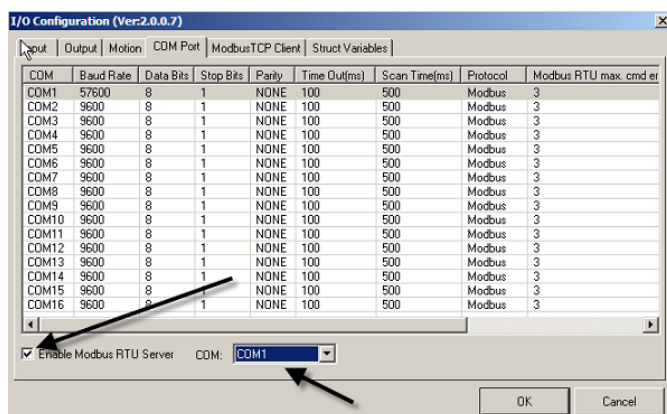 I/O Configuration (Ver:2.0.0.7)
Output Motion COM Port ModbusTCP Client Struct Variables
COM Baud Rate Data Bits Stop Bits Parity Time Out(ms) Scan Time(ms) Protocol Modbus RTU max. cmd er
COM1 57600 8 1 NONE 100 500 Modbus 3
COM2 9600 8 1 NONE 100 500 Modbus 3
COM3 9600 8 1 NONE 100 500 Modbus 3
COM4 9600 8 1 NONE 100 500 Modbus 3
COM5 9600 8 1 NONE 100 500 Modbus 3
COM6 9600 8 1 NONE 100 500 Modbus 3
COM7 9600 8 1 NONE 100 500 Modbus 3
COM8 9600 8 1 NONE 100 500 Modbus 3
COM9 9600 8 1 NONE 100 500 Modbus 3
COM10 9600 8 1 NONE 100 500 Modbus 3
COM11 9600 8 1 NONE 100 500 Modbus 3
COM12 9600 8 1 NONE 100 500 Modbus 3
COM13 9600 8 1 NONE 100 500 Modbus 3
COM14 9600 8 1 NONE 100 500 Modbus 3
COM15 9600 8 1 NONE 100 500 Modbus 3
COM16 9600 8 1 NONE 100 500 Modbus 3
Enable Modbus RTU Server COM: COM1
OK Cancel